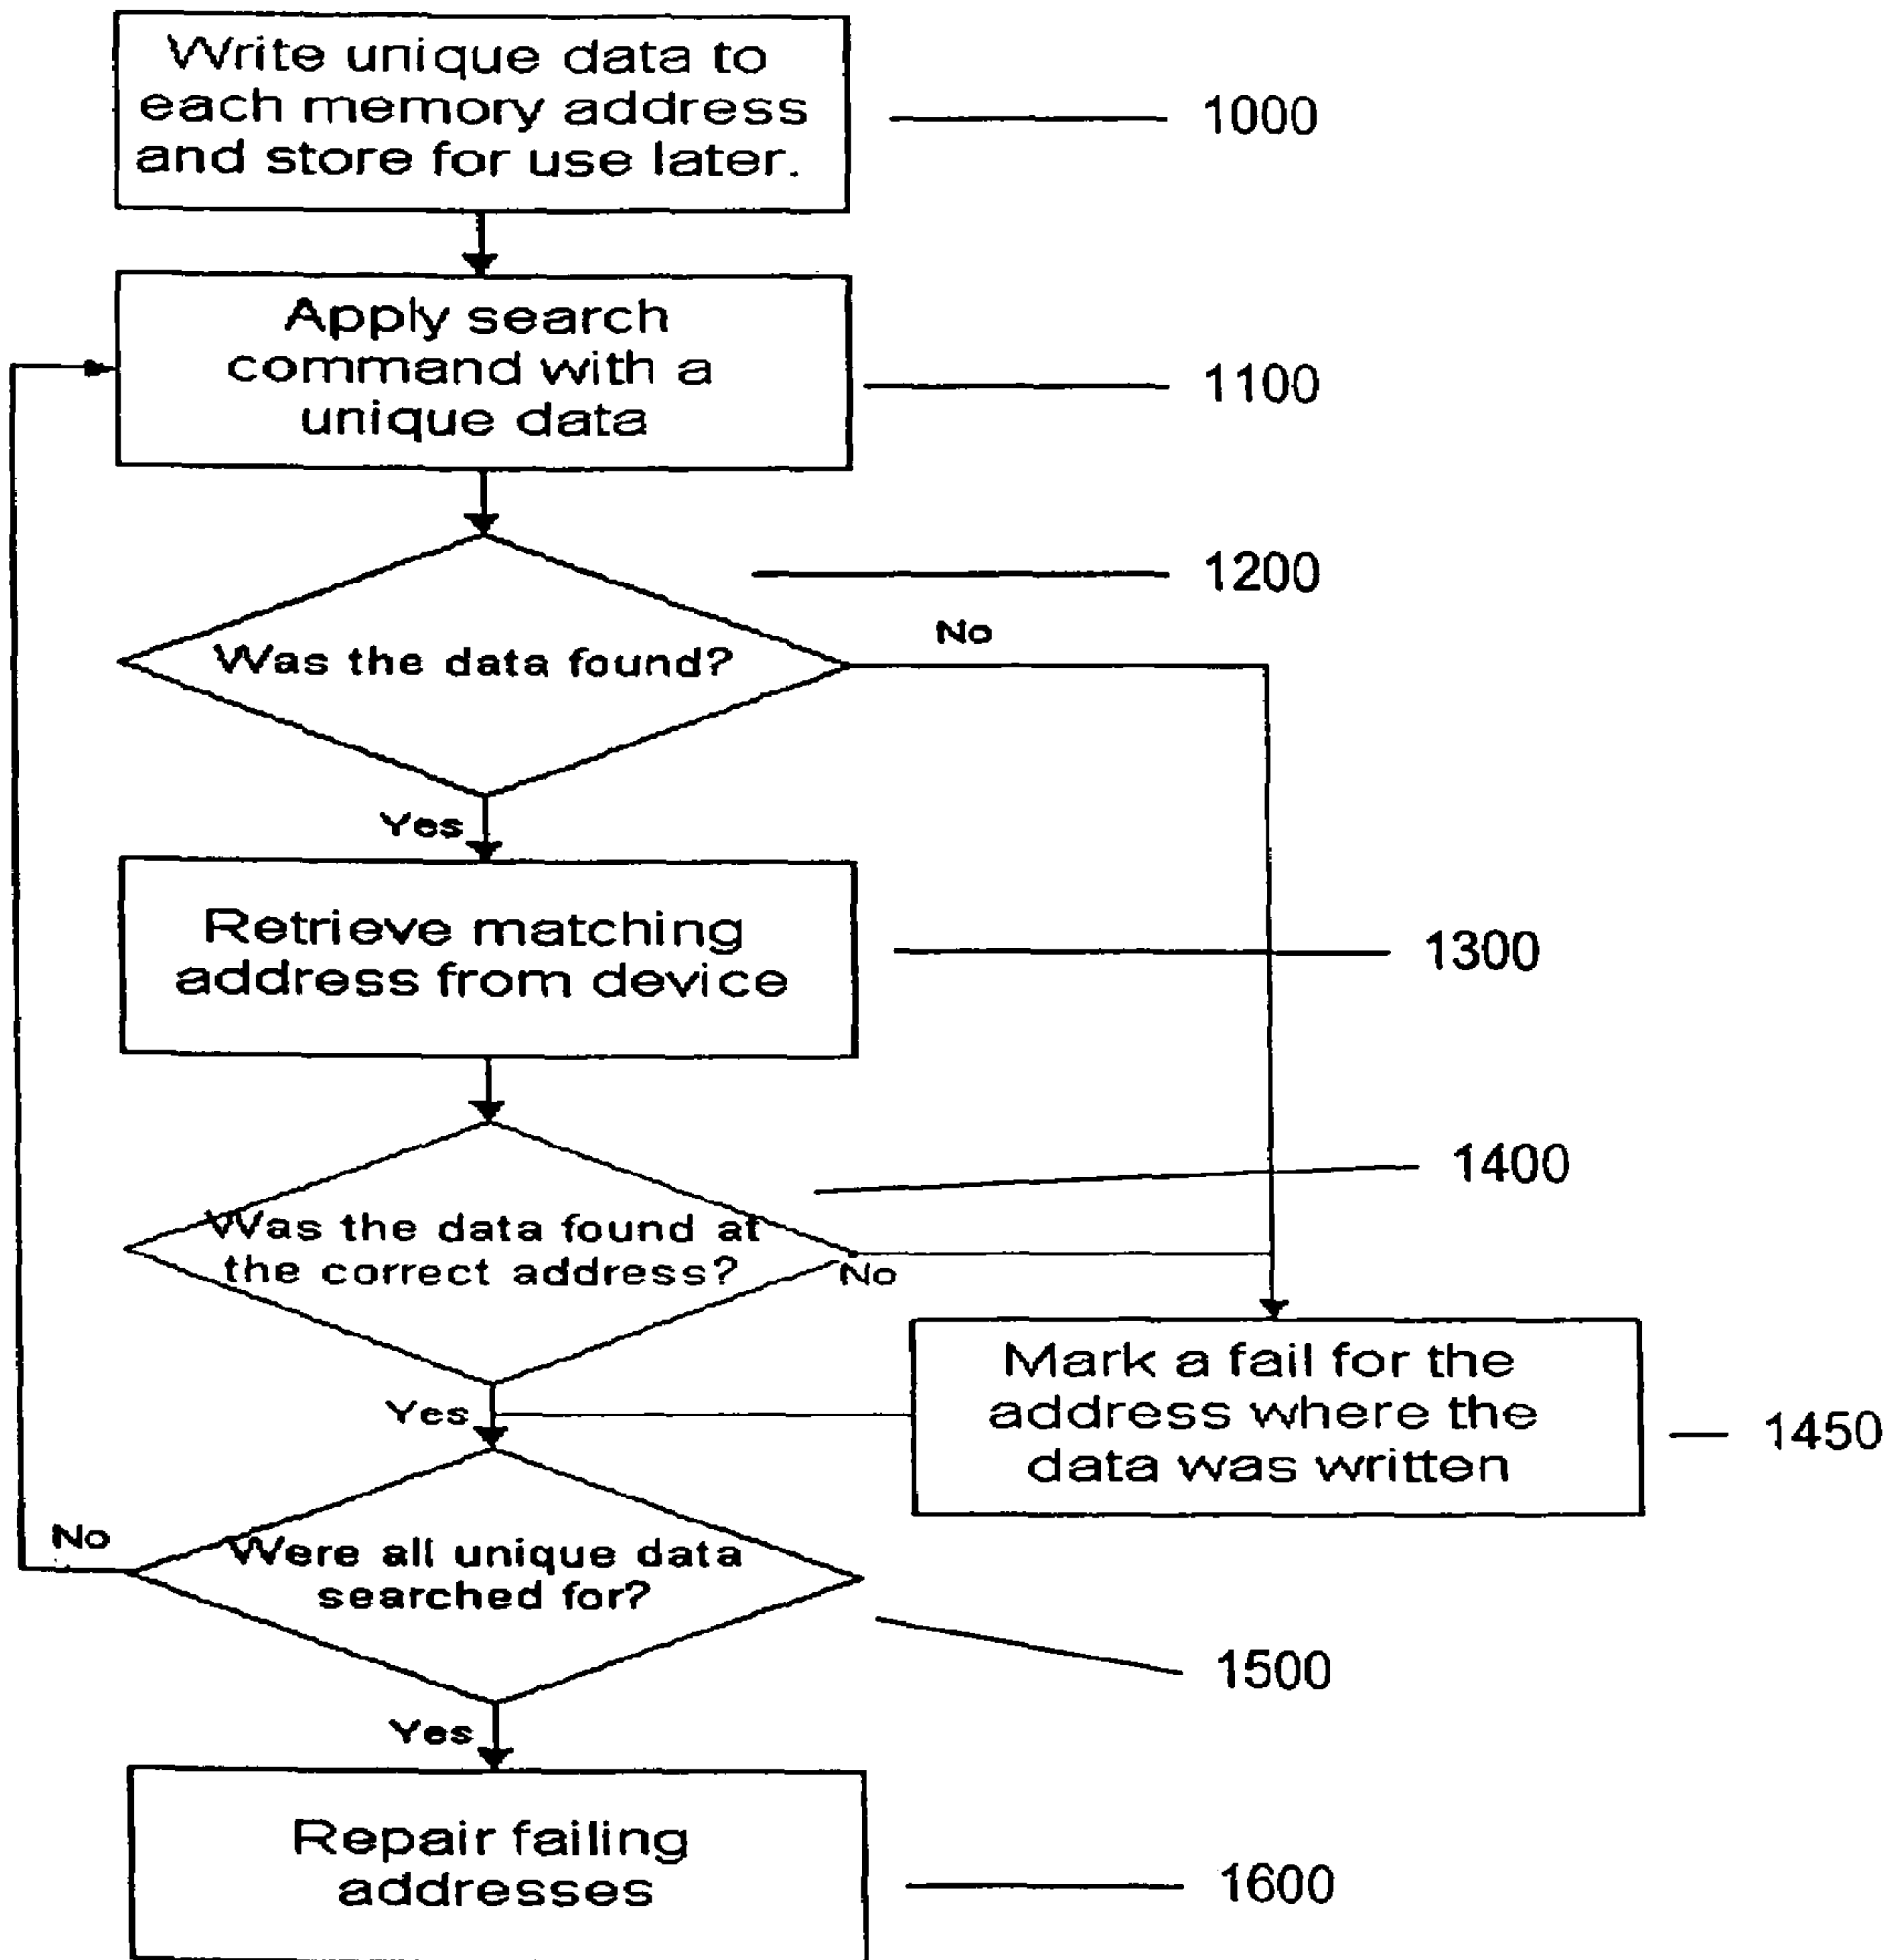 Write unique data to
each memory address
and store for use later.
1000
Apply search
command with a
unique data
1100
1200
Was the data found?
No
Yes
Retrieve matching
address from device
1300
1400
Was the data found at
the correct address?
No
Yes
Mark a fail for the
address where the
data was written
1450
No
Were all unique data
searched for?
1500
Yes
Repair failing
addresses
1600